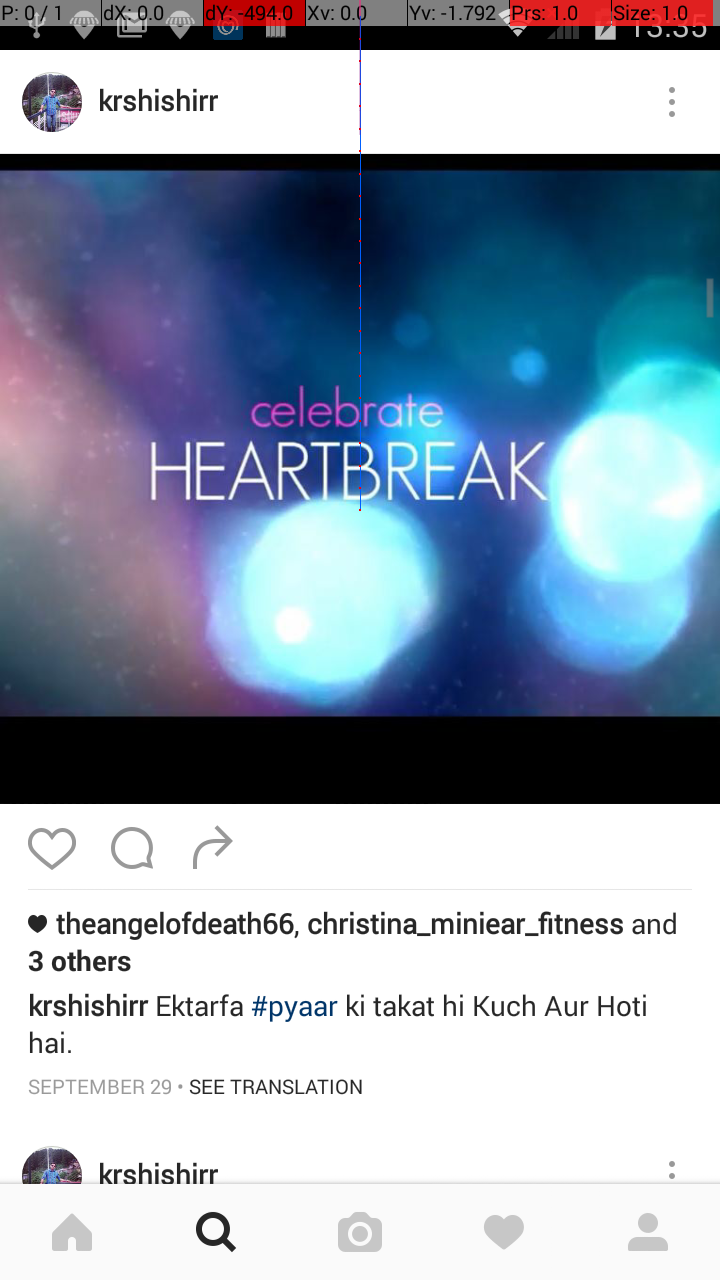 P: 0 / 1 dX: 0.0 dY: -494.0 Xv: 0.0 Yv: -1.792 Prs: 1.0 Size: 1.0
13:35
krshishirr
celebrate
HEARTBREAK
theangelofdeath66, christina_miniear_fitness and
3 others
krshishirr Ektarfa #pyaar ki takat hi Kuch Aur Hoti
hai.
SEPTEMBER 29 • SEE TRANSLATION
krshishirr